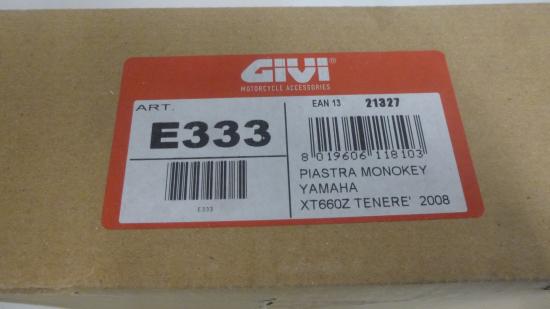 GIVI®
MOTORCYCLE ACCESSORIES
ART.
E333
E333
EAN 13 21327
8 019606 118103
PIASTRA MONOKEY
YAMAHA
XT660Z TENERE' 2008